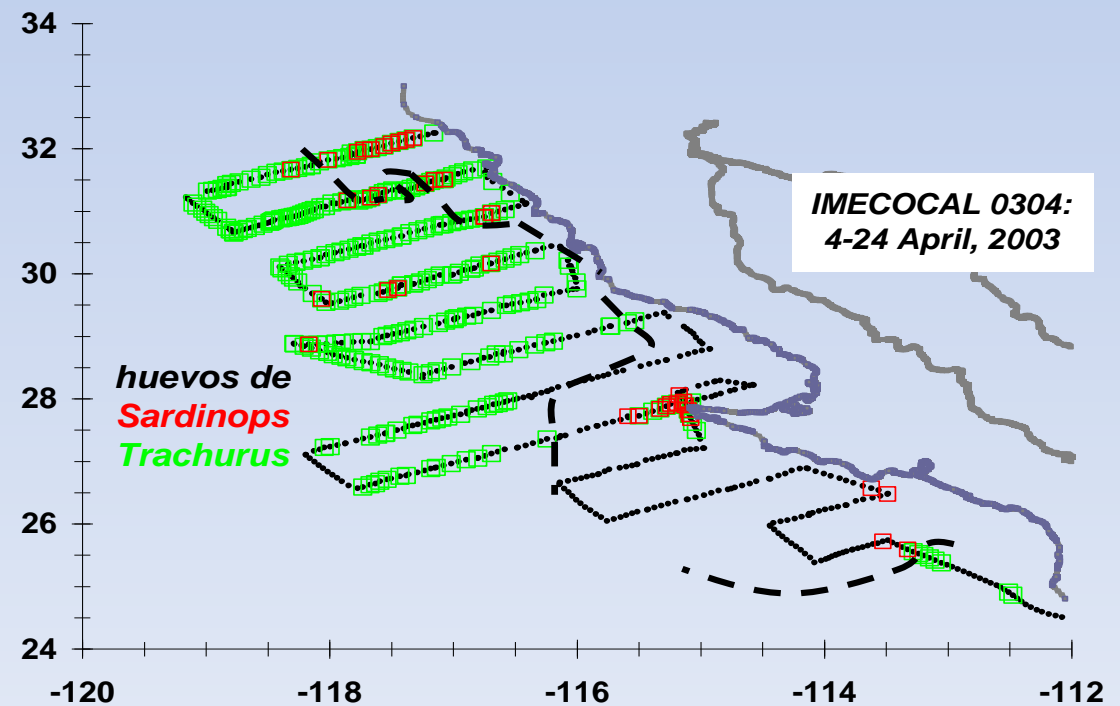 34
32
30
28
26
24
IMECOCAL 0304:
4-24 April, 2003
huevos de
Sardinops
Trachurus
-120 -118 -116 -114 -112